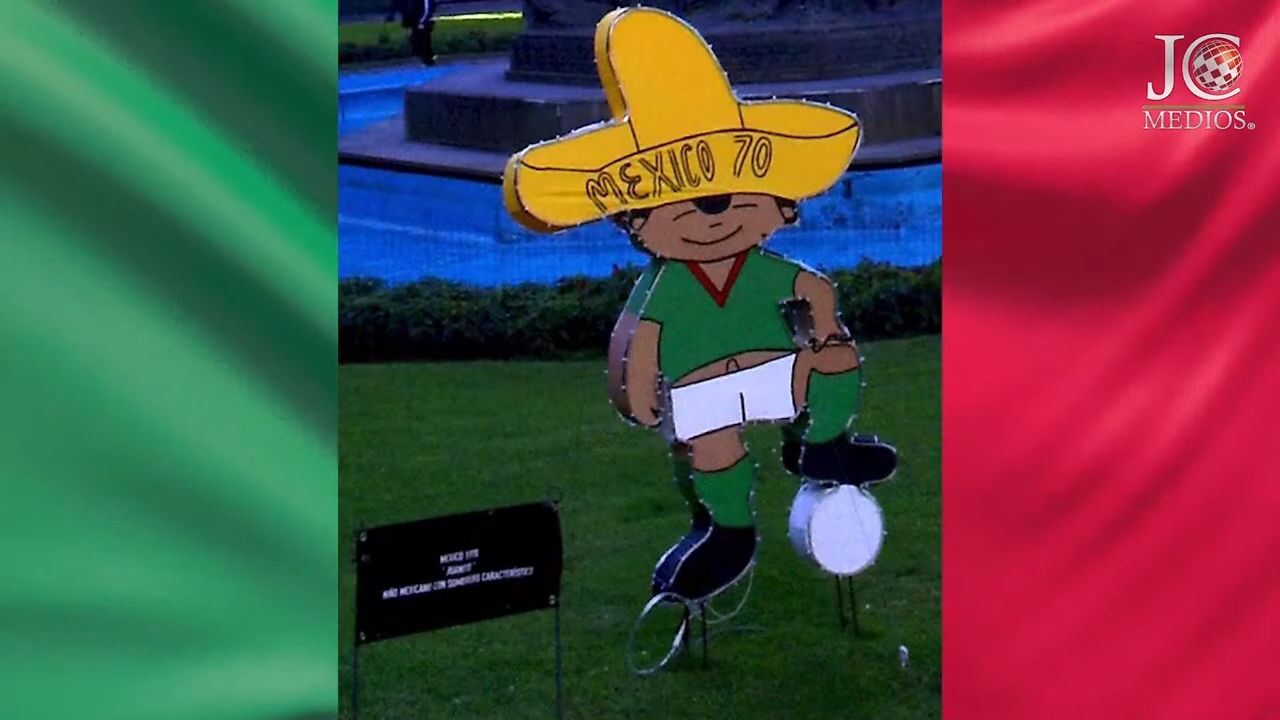 JC
MEDIOS®
MEXICO 70
MEXICO 1970
"JUANITO"
NIÑO MEXICANO CON SOMBRERO CARACTERÍSTICO